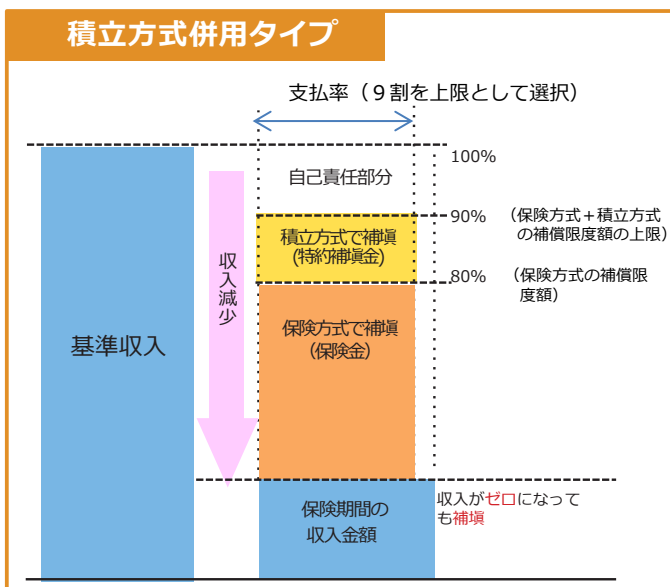 積立方式併用タイプ
支払率（９割を上限として選択）
100%
自己責任部分
90%
（保険方式＋積立方式
の補償限度額の上限）
積立方式で補塡
(特約補塡金)
80%
（保険方式の補償限
度額）
収入減少
基準収入
保険方式で補塡
(保険金)
収入がゼロになって
も補塡
保険期間の
収入金額